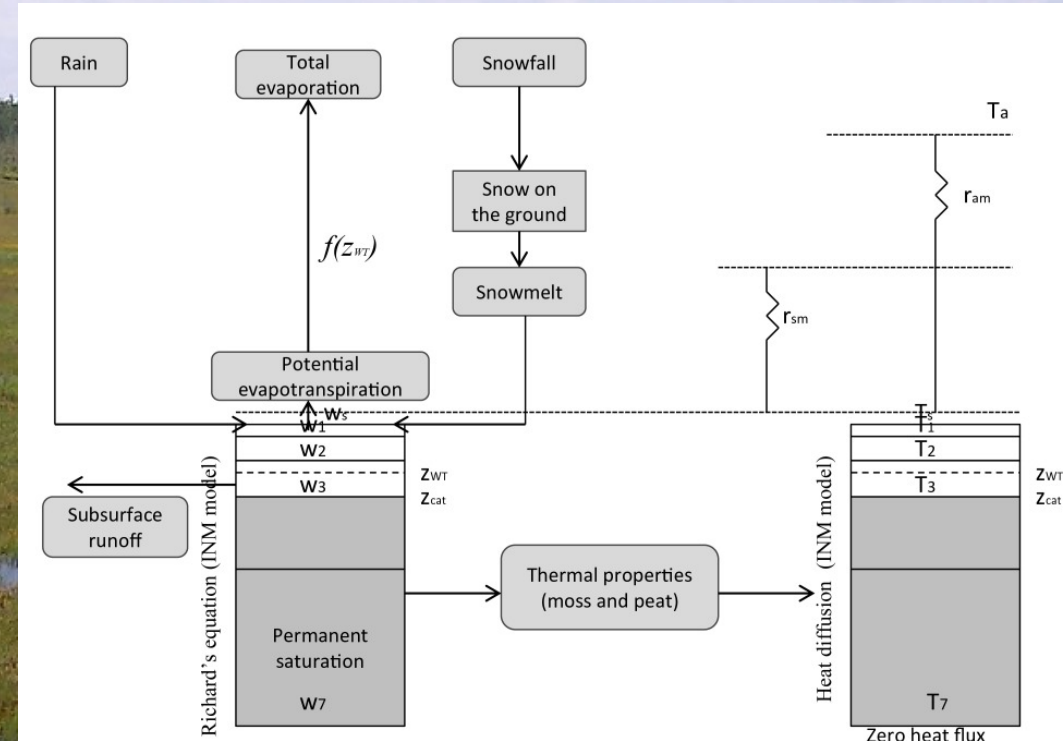 Rain
Total
evaporation
Snowfall
Ta
Snow on
the ground
ram
f(zWT)
Snowmelt
rsm
Potential
evapotranspiration
ws
w1
w2
w3
zWT
zcat
Subsurface
runoff
Richard's equation (INM model)
Permanent
saturation
w7
Thermal properties
(moss and peat)
Heat diffusion (INM model)
Ts
T1
T2
T3
zWT
zcat
T7
Zero heat flux